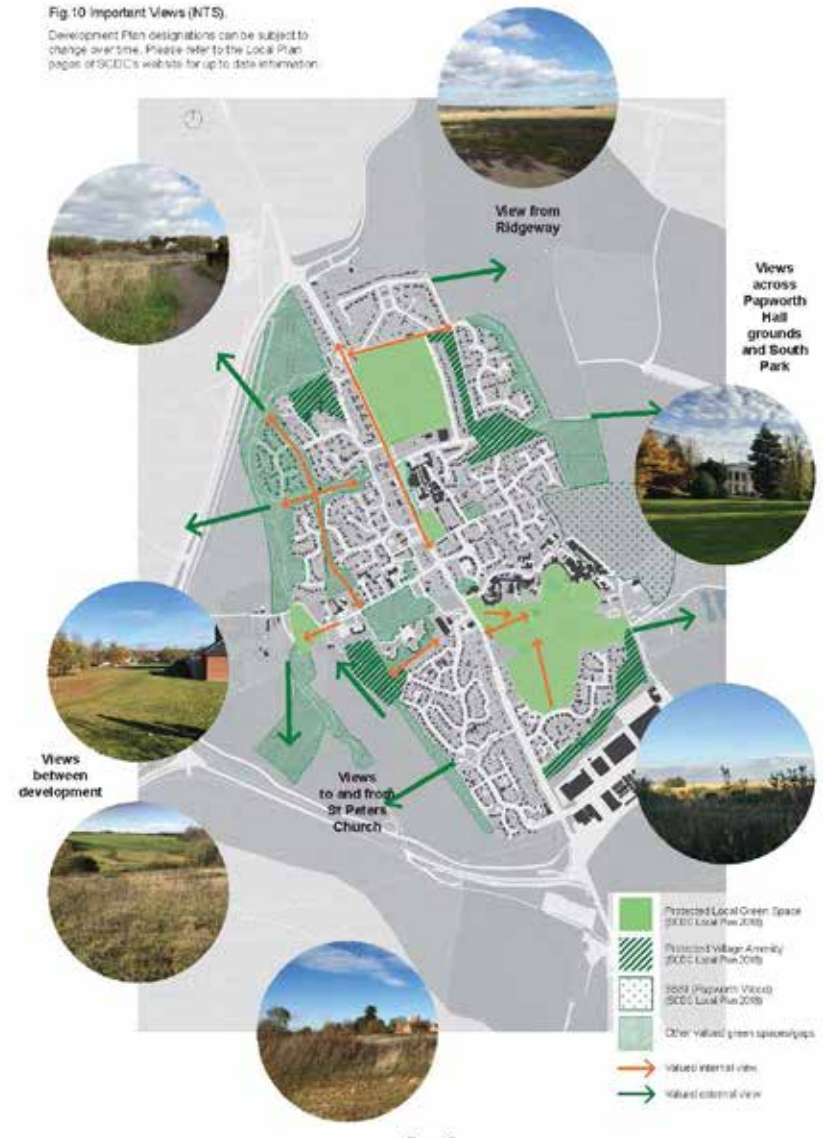 Fig.10 Important Views (NTS).
Development Plan designations can be subject to
change over time. Please refer to the Local Plan
pages of SCDC's website for up to date information
View from
Ridgeway
Views
across
Papworth
Hall
grounds
and South
Park
Views
between
development
Views
to and from
St Peters
Church
Protected Local Green Space
(SCDC Local Plan 2018)
Protected Village Amenity
(SCDC Local Plan 2018)
SSSI (Papworth Wood)
(SCDC Local Plan 2018)
Other valued green spaces/gaps
Valued internal view
Valued external view